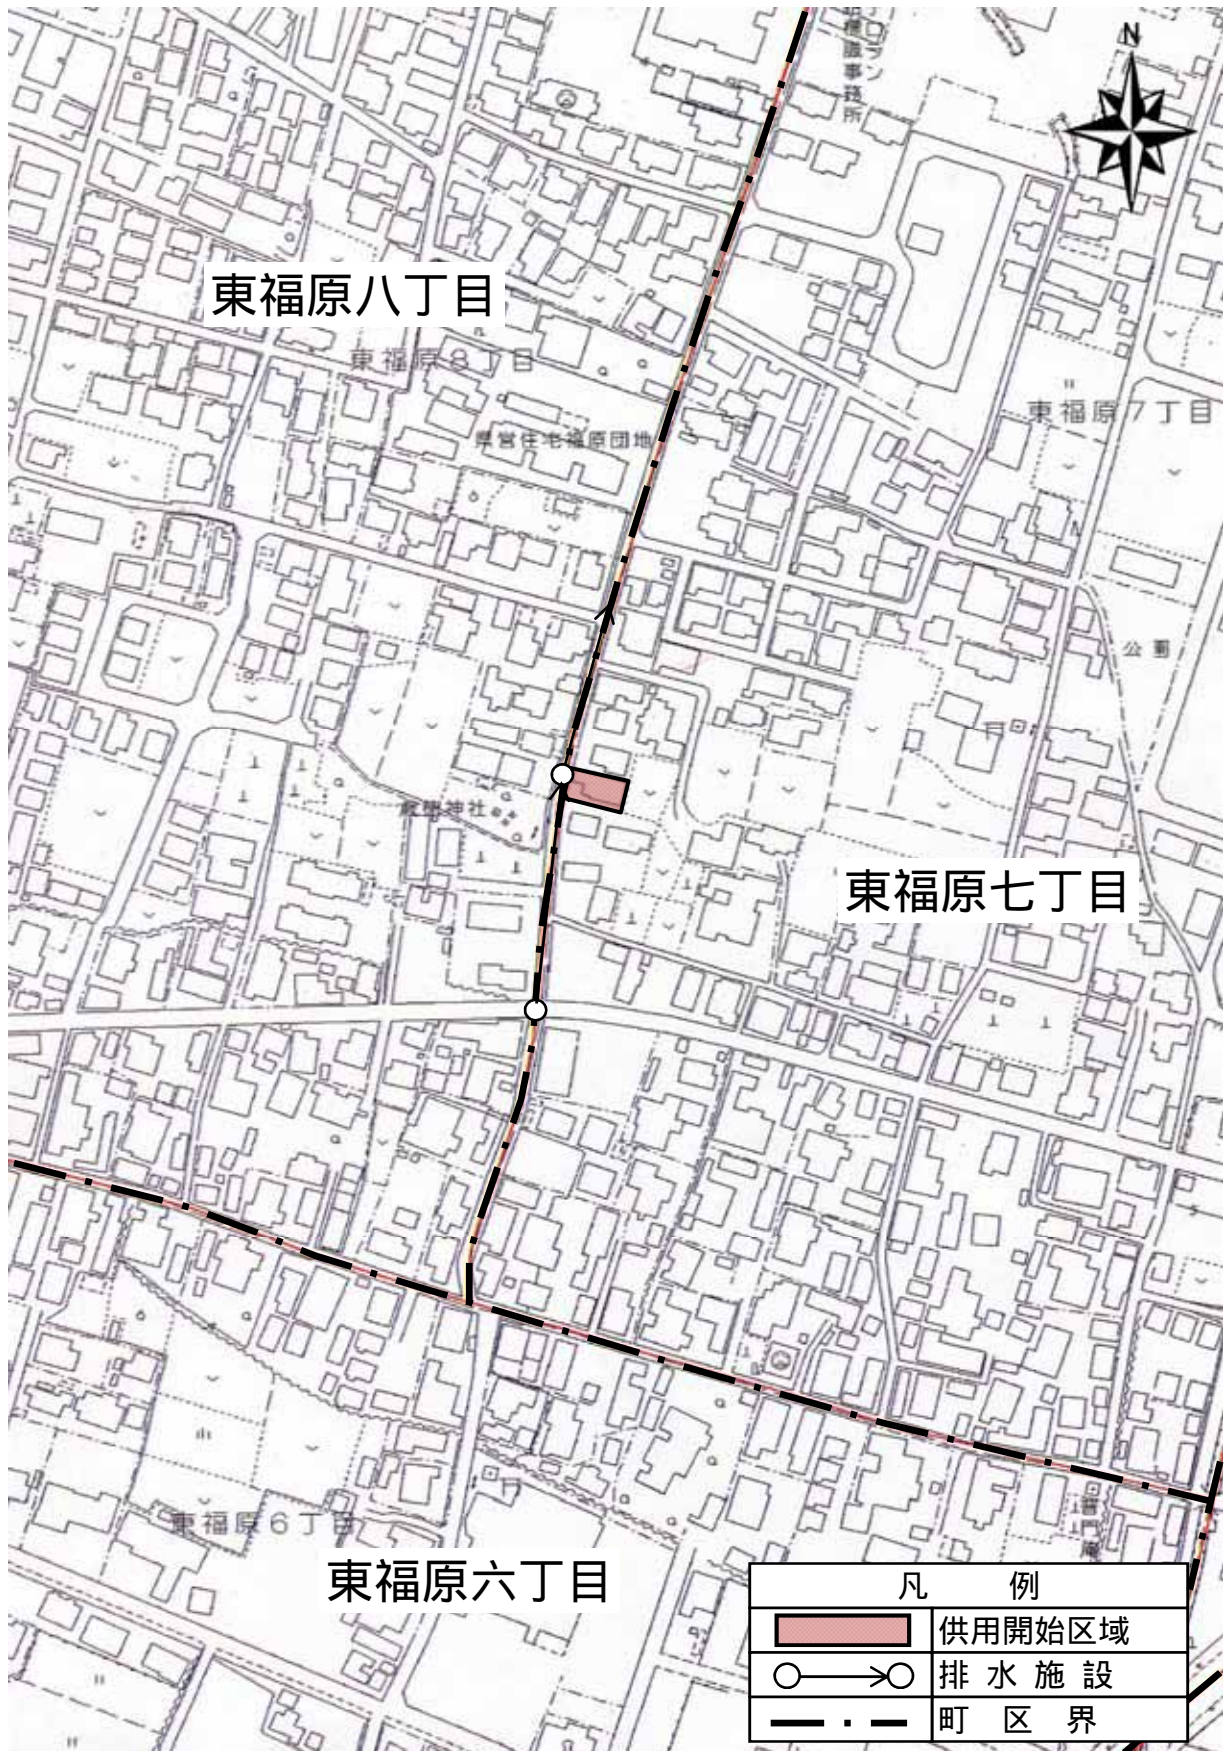 N
東福原八丁目
東福原8丁目
東福原7丁目
県営住宅福原団地
公園
東福原七丁目
東福原6丁目
東福原六丁目
凡 例
供用開始区域
排水施設
町区界